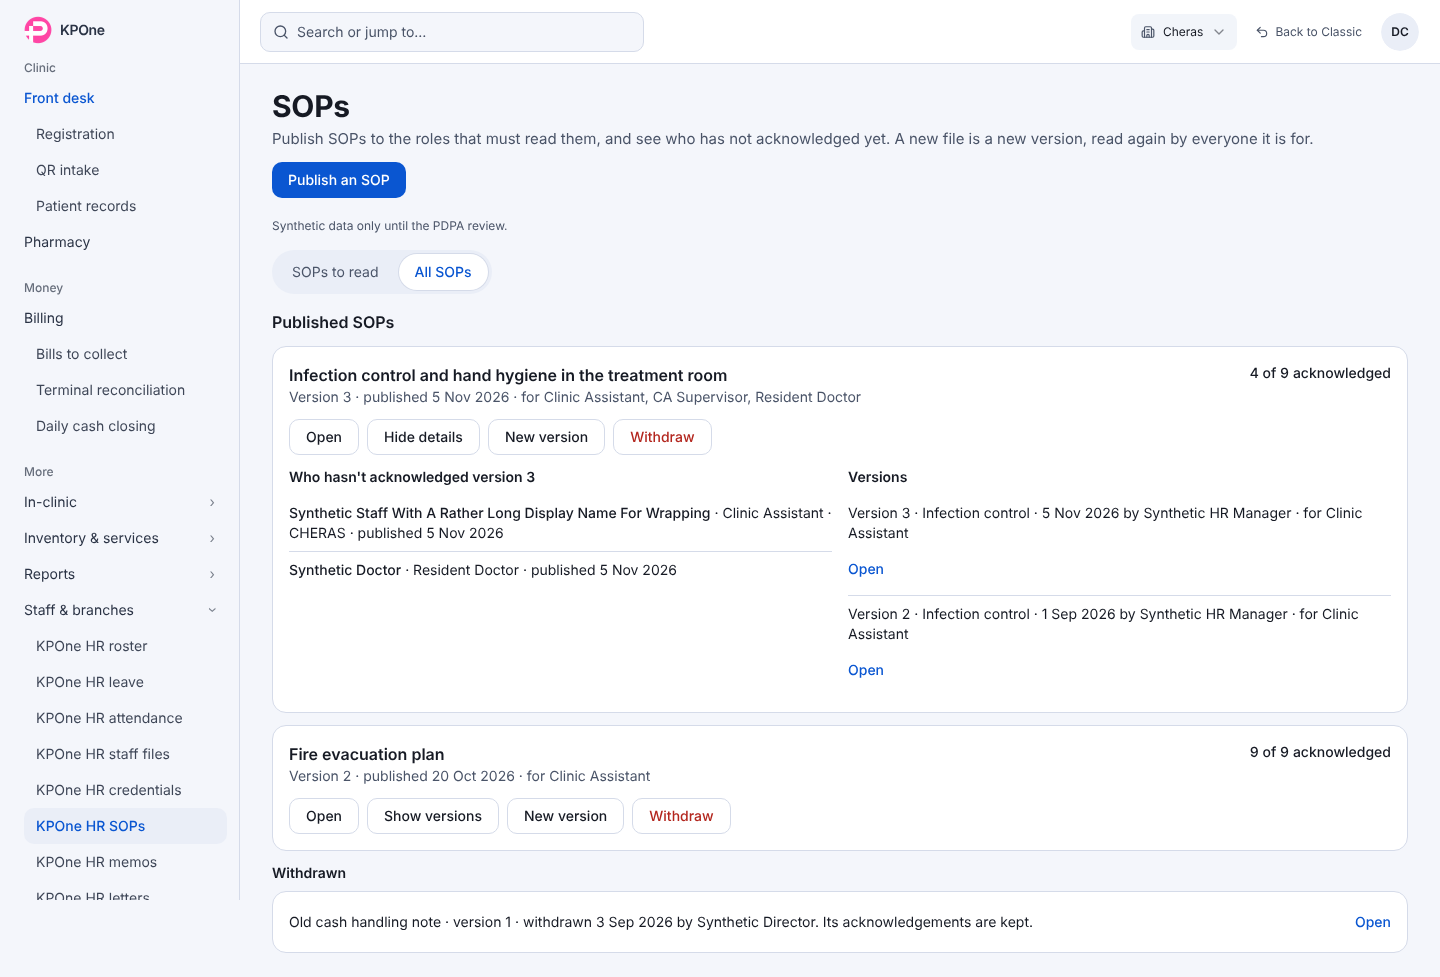 KPOne
Clinic
Front desk
Registration
QR intake
Patient records
Pharmacy
Money
Billing
Bills to collect
Terminal reconciliation
Daily cash closing
More
In-clinic
Inventory & services
Reports
Staff & branches
KPOne HR roster
KPOne HR leave
KPOne HR attendance
KPOne HR staff files
KPOne HR credentials
KPOne HR SOPs
KPOne HR memos
KPOne HR letters
Search or jump to...
Cheras
Back to Classic
DC
SOPs
Publish SOPs to the roles that must read them, and see who has not acknowledged yet. A new file is a new version, read again by everyone it is for.
Publish an SOP
Synthetic data only until the PDPA review.
SOPs to read
All SOPs
Published SOPs
Infection control and hand hygiene in the treatment room
4 of 9 acknowledged
Version 3 · published 5 Nov 2026 · for Clinic Assistant, CA Supervisor, Resident Doctor
Open
Hide details
New version
Withdraw
Who hasn't acknowledged version 3
Synthetic Staff With A Rather Long Display Name For Wrapping · Clinic Assistant ·
CHERAS · published 5 Nov 2026
Synthetic Doctor · Resident Doctor · published 5 Nov 2026
Versions
Version 3 · Infection control · 5 Nov 2026 by Synthetic HR Manager · for Clinic
Assistant
Open
Version 2 · Infection control · 1 Sep 2026 by Synthetic HR Manager · for Clinic
Assistant
Open
Fire evacuation plan
9 of 9 acknowledged
Version 2 · published 20 Oct 2026 · for Clinic Assistant
Open
Show versions
New version
Withdraw
Withdrawn
Old cash handling note · version 1 · withdrawn 3 Sep 2026 by Synthetic Director. Its acknowledgements are kept.
Open